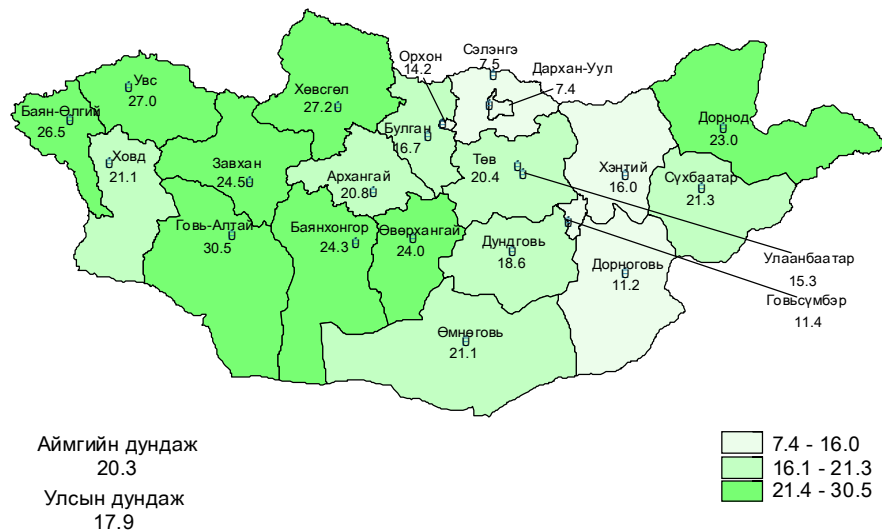 Сэлэнгэ
7.5
Орхон
14.2
Дархан-Уул
7.4
Увс
27.0
Хөвсгөл
27.2
Баян-Өлгий
26.5
Дорнод
23.0
Булган
16.7
Ховд
21.1
Завхан
24.5
Архангай
20.8
Төв
20.4
Хэнтий
16.0
Сүхбаатар
21.3
Говь-Алтай
30.5
Баянхонгор
24.3
Өвөрхангай
24.0
Дундговь
18.6
Дорноговь
11.2
Улаанбаатар
15.3
Говьсүмбэр
11.4
Өмнөговь
21.1
Аймгийн дундаж
20.3
Улсын дундаж
17.9
7.4 - 16.0
16.1 - 21.3
21.4 - 30.5